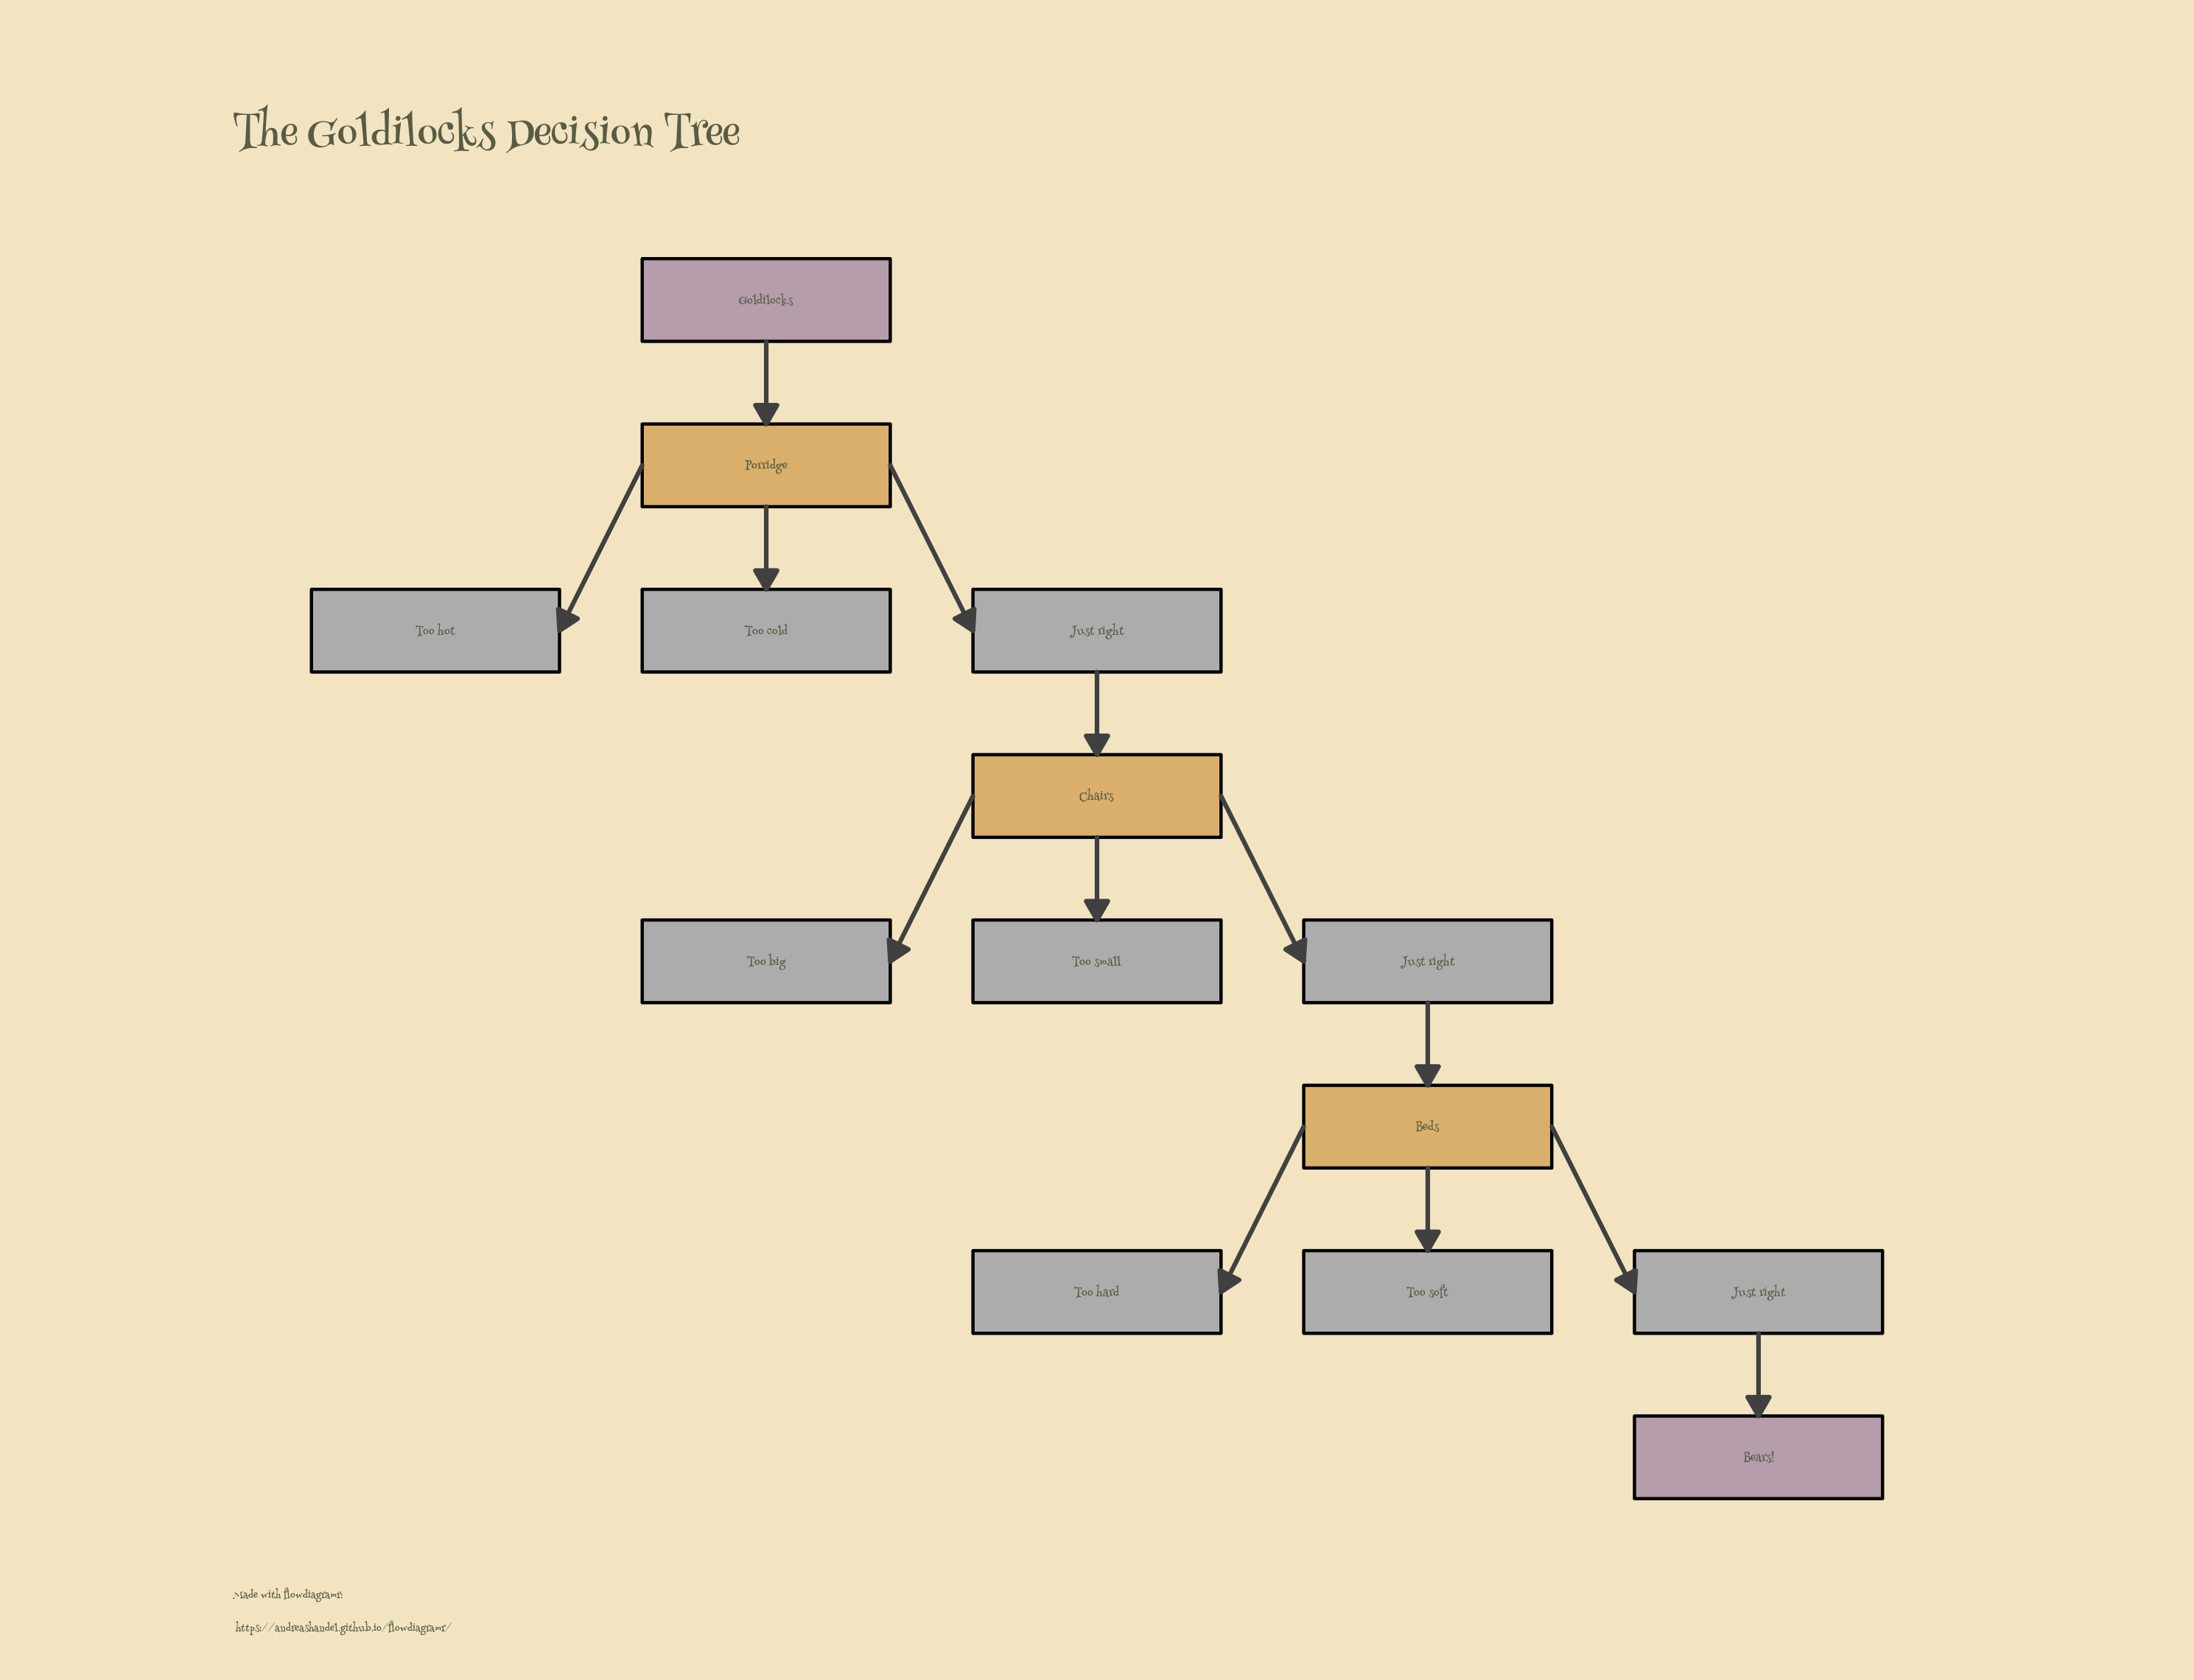 The Goldilocks Decision Tree
Goldilocks
Porridge
Too hot
Too cold
Just right
Chairs
Too big
Too small
Just right
Beds
Too hard
Too soft
Just right
Bears!
Made with flowdiagramr:
https://andreashandel.github.io/flowdiagramr/